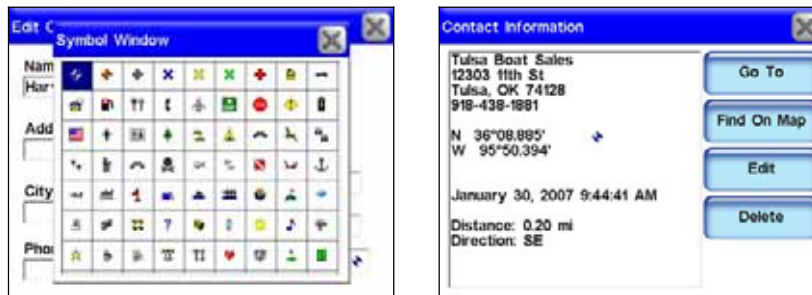 Edit C
Symbol Window
Name
Har
Add
City
Phon
Contact Information
Tulsa Boat Sales
12303 11th St
Tulsa, OK 74128
918-438-1881
N 36°08.885'
W 95°50.394'
January 30, 2007 9:44:41 AM
Distance: 0.20 mi
Direction: SE
Go To
Find On Map
Edit
Delete